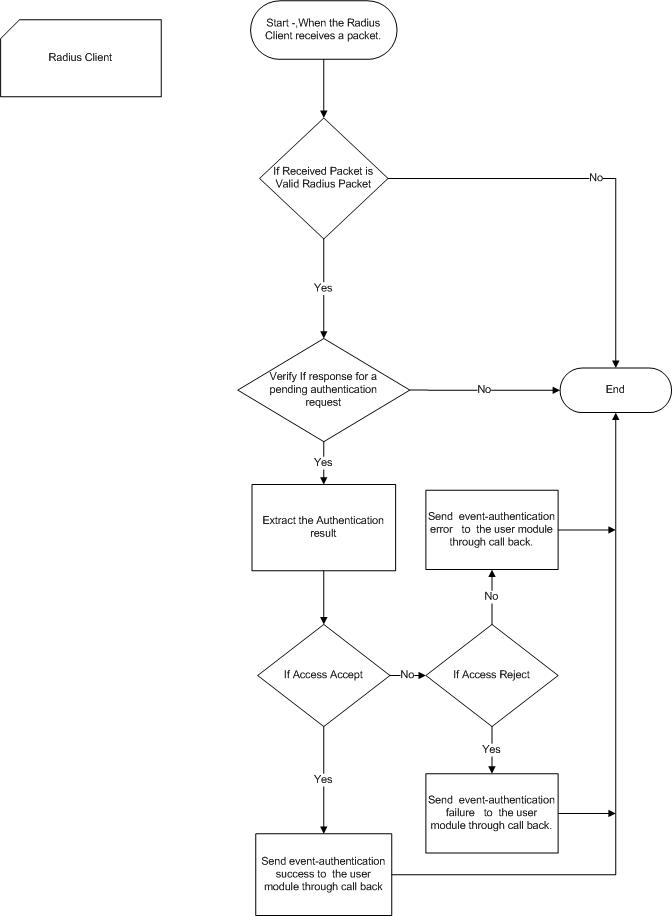 Start -,When the Radius
Client receives a packet.
Radius Client
If Received Packet is
Valid Radius Packet
No
Yes
Verify If response for a
pending authentication
request
No
End
Yes
Extract the Authentication
result
Send event-authentication
error to the user module
through call back.
No
If Access Accept
No
If Access Reject
Yes
Yes
Send event-authentication
failure to the user
module through call back.
Send event-authentication
success to the user
module through call back